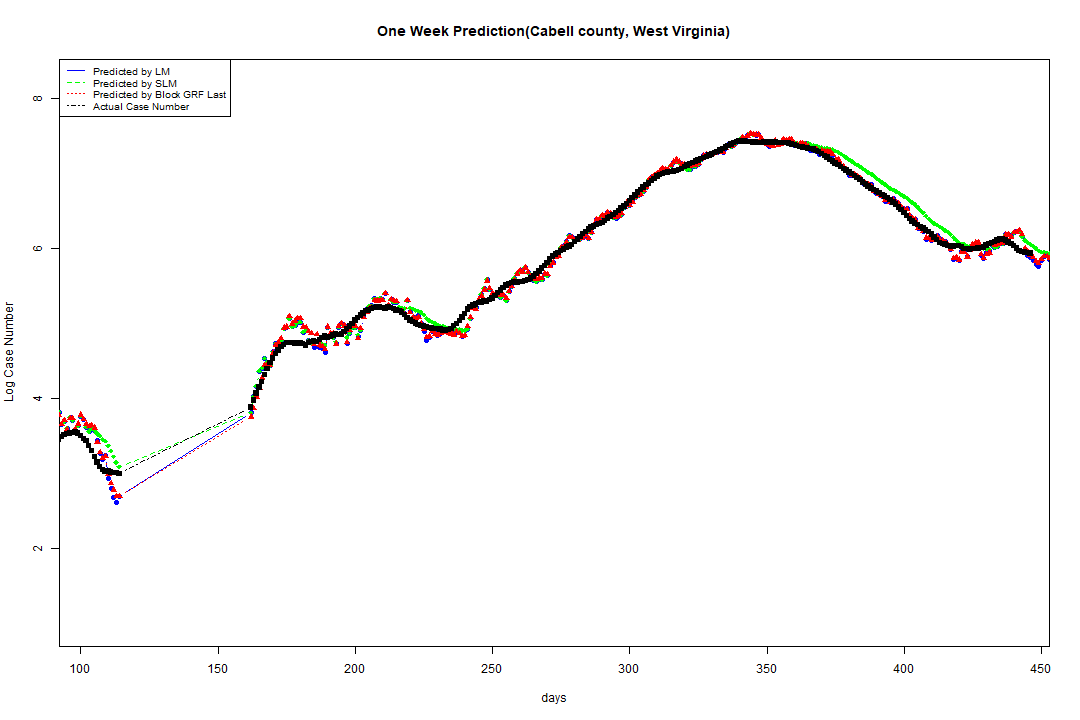 One Week Prediction(Cabell county, West Virginia)
Predicted by LM
Predicted by SLM
Predicted by Block GRF Last
Actual Case Number
8
6
4
2
Log Case Number
100 150 200 250 300 350 400 450
days